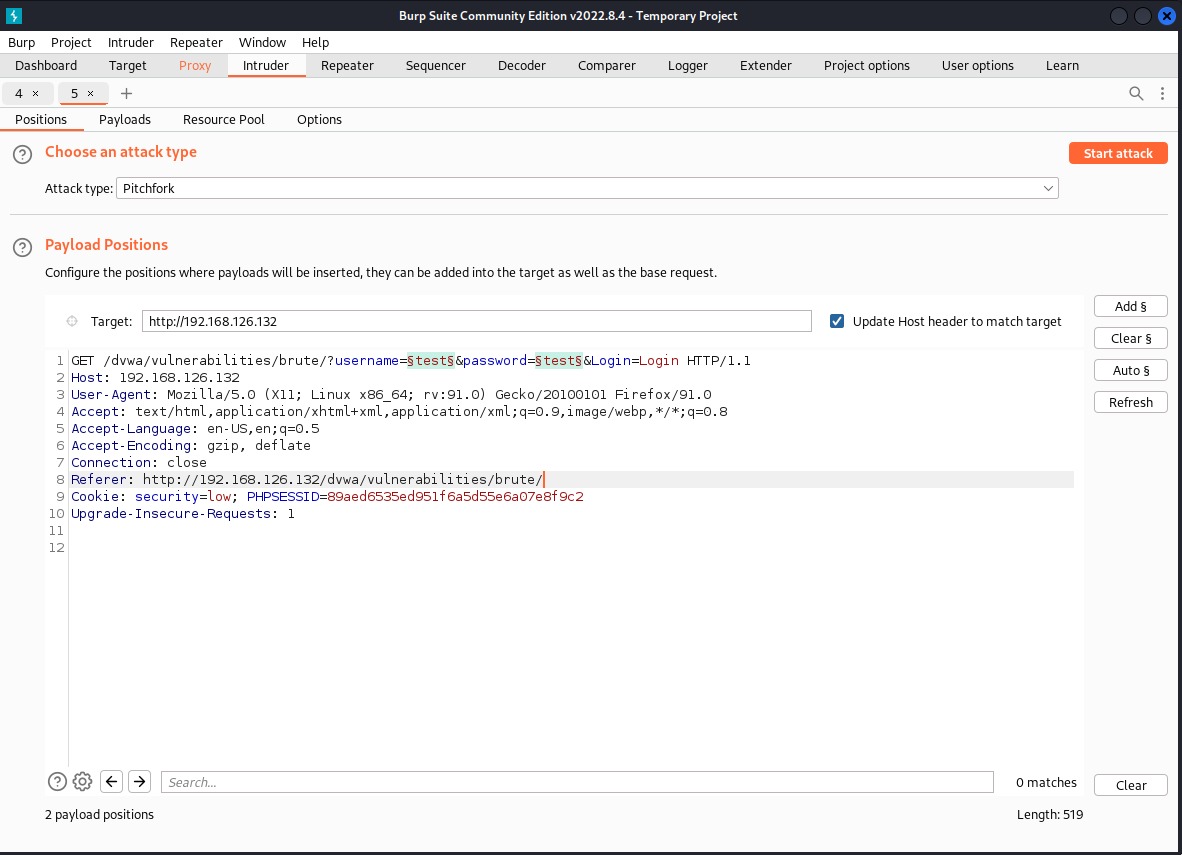 Burp Suite Community Edition v2022.8.4 - Temporary Project
Burp Project Intruder Repeater Window Help
Dashboard Target Proxy Intruder Repeater Sequencer Decoder Comparer Logger Extender Project options User options Learn
4 × 5 × +
Positions Payloads Resource Pool Options
? Choose an attack type Start attack
Attack type: Pitchfork
? Payload Positions
Configure the positions where payloads will be inserted, they can be added into the target as well as the base request.
Target: http://192.168.126.132 Update Host header to match target
Add §
Clear §
Auto §
Refresh
1 GET /dvwa/vulnerabilities/brute/?username=§test§&password=§test§&Login=Login HTTP/1.1
2 Host: 192.168.126.132
3 User-Agent: Mozilla/5.0 (X11; Linux x86_64; rv:91.0) Gecko/20100101 Firefox/91.0
4 Accept: text/html,application/xhtml+xml,application/xml;q=0.9,image/webp,*/*;q=0.8
5 Accept-Language: en-US,en;q=0.5
6 Accept-Encoding: gzip, deflate
7 Connection: close
8 Referer: http://192.168.126.132/dvwa/vulnerabilities/brute/
9 Cookie: security=low; PHPSESSID=89aed6535ed951f6a5d55e6a07e8f9c2
10 Upgrade-Insecure-Requests: 1
11
12
? Search... 0 matches Clear
2 payload positions Length: 519